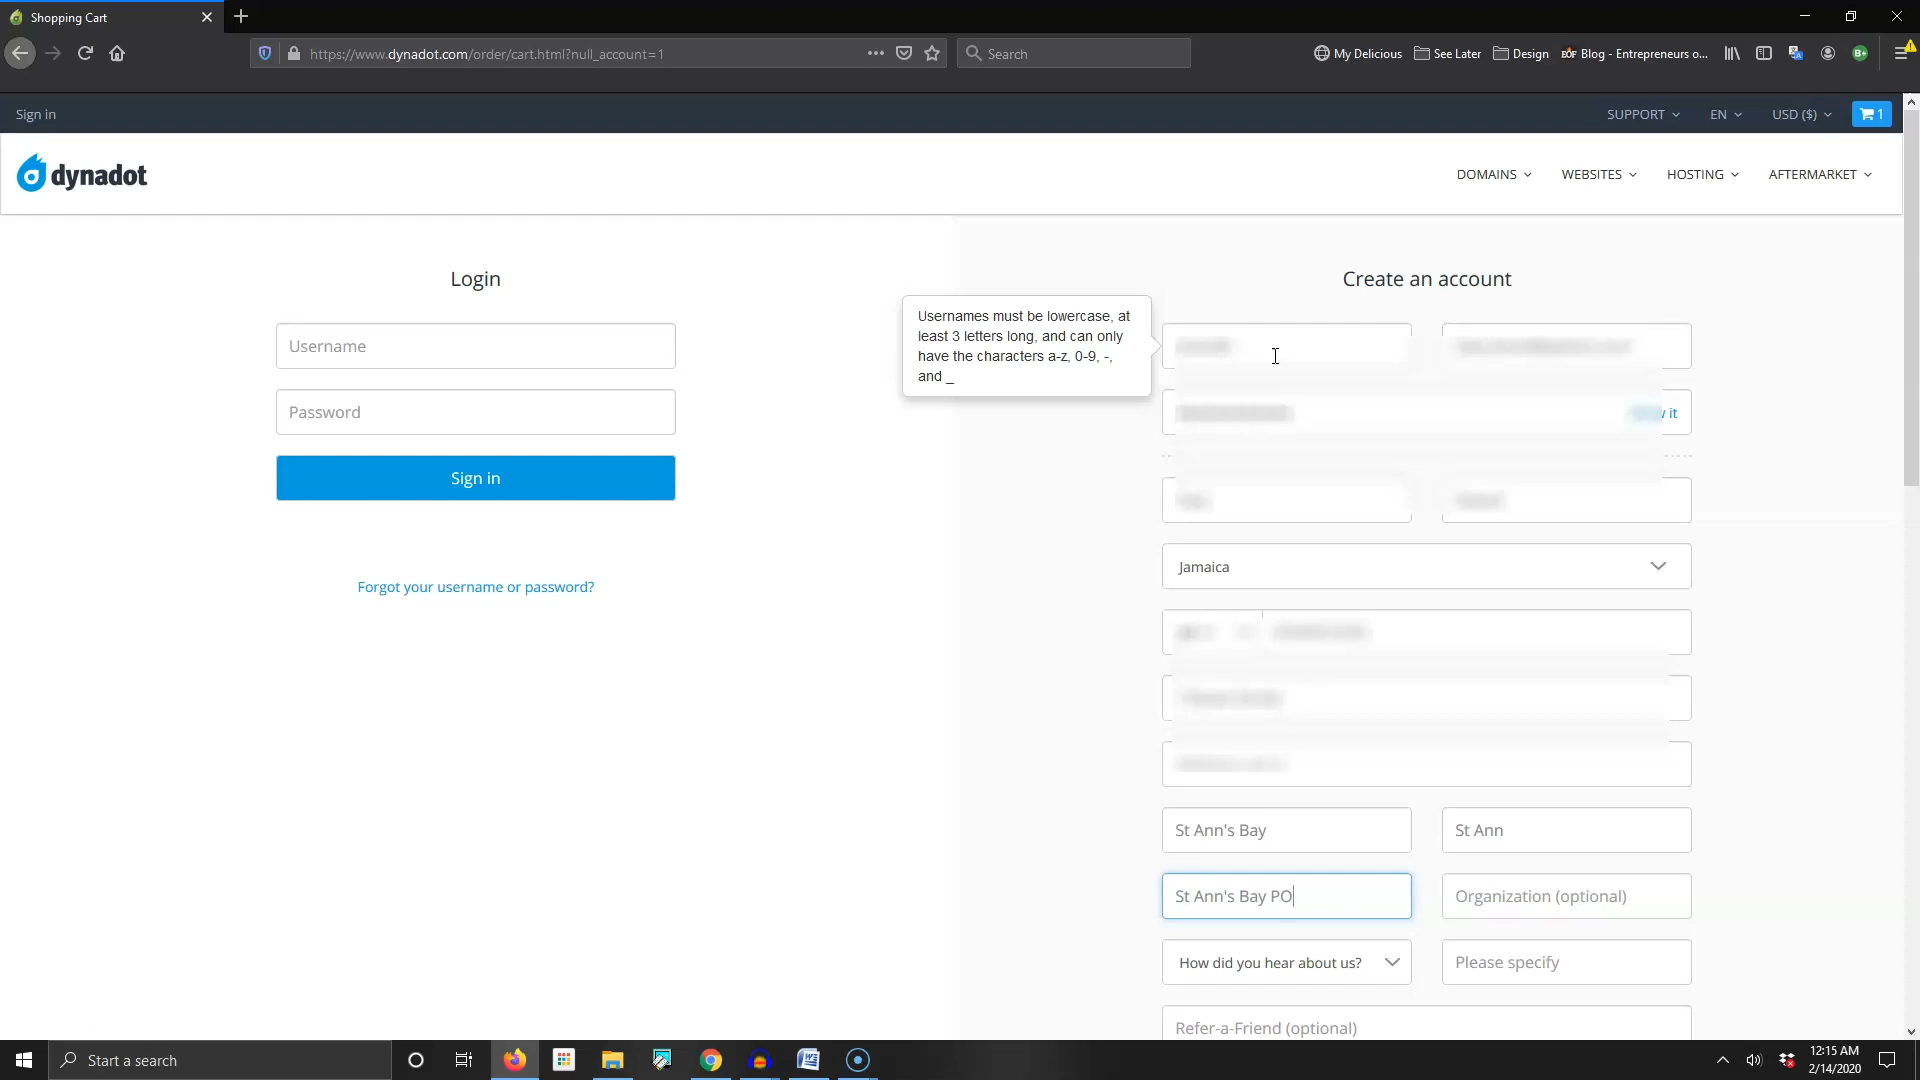 Shopping Cart
https://www.dynadot.com/order/cart.html?null_account=1
Search
My Delicious
See Later
Design
EOF Blog - Entrepreneurs o...
B+
Sign in
SUPPORT
EN
USD ($)
1
dynadot
DOMAINS
WEBSITES
HOSTING
AFTERMARKET
Login
Create an account
Username
Usernames must be lowercase, at
least 3 letters long, and can only
have the characters a-z, 0-9, -,
and _
Password
it
Sign in
Jamaica
Forgot your username or password?
St Ann's Bay
St Ann
St Ann's Bay PO
Organization (optional)
How did you hear about us?
Please specify
Refer-a-Friend (optional)
Start a search
12:15 AM
2/14/2020